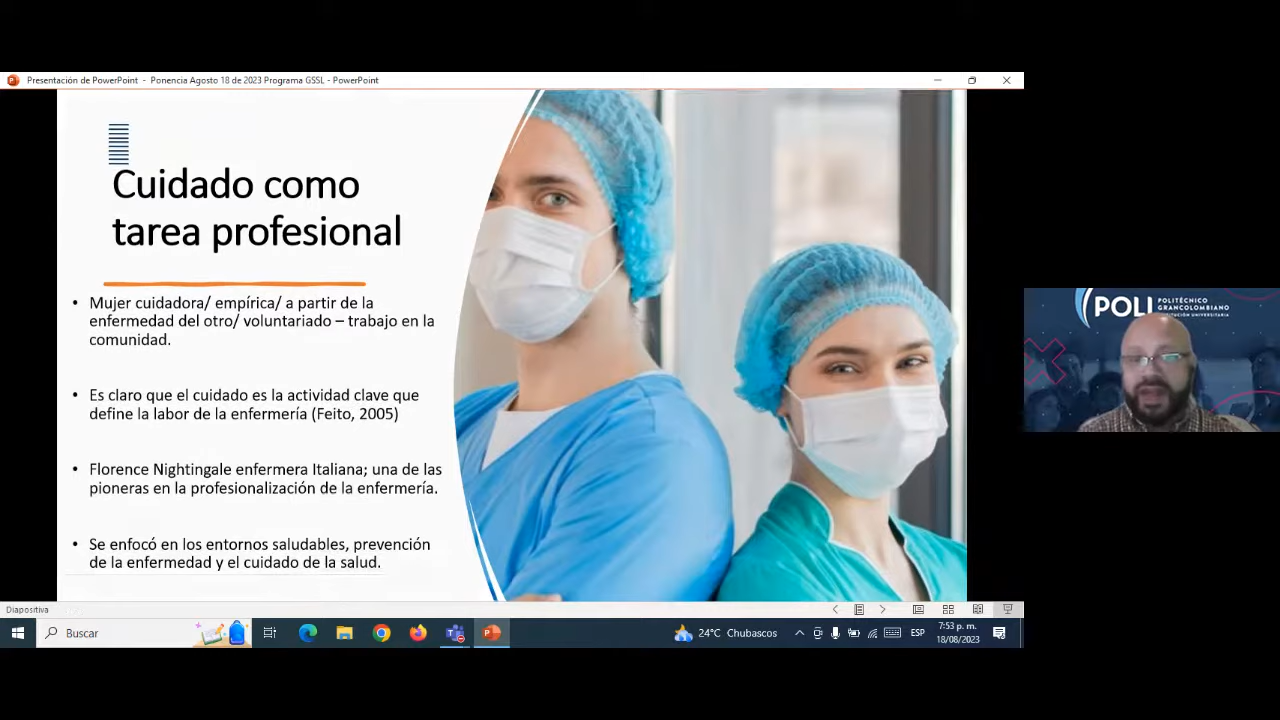 Presentación de PowerPoint - Ponencia Agosto 18 de 2023 Programa GSSL - PowerPoint
Cuidado como
tarea profesional
• Mujer cuidadora/ empírica/ a partir de la
enfermedad del otro/ voluntariado – trabajo en la
comunidad.
• Es claro que el cuidado es la actividad clave que
define la labor de la enfermería (Feito, 2005)
• Florence Nightingale enfermera Italiana; una de las
pioneras en la profesionalización de la enfermería.
• Se enfocó en los entornos saludables, prevención
de la enfermedad y el cuidado de la salud.
POLI
POLITÉCNICO
GRANCOLOMBIANO
Diapositiva
Buscar
24°C Chubascos
ESP
7:53 p. m.
18/08/2023